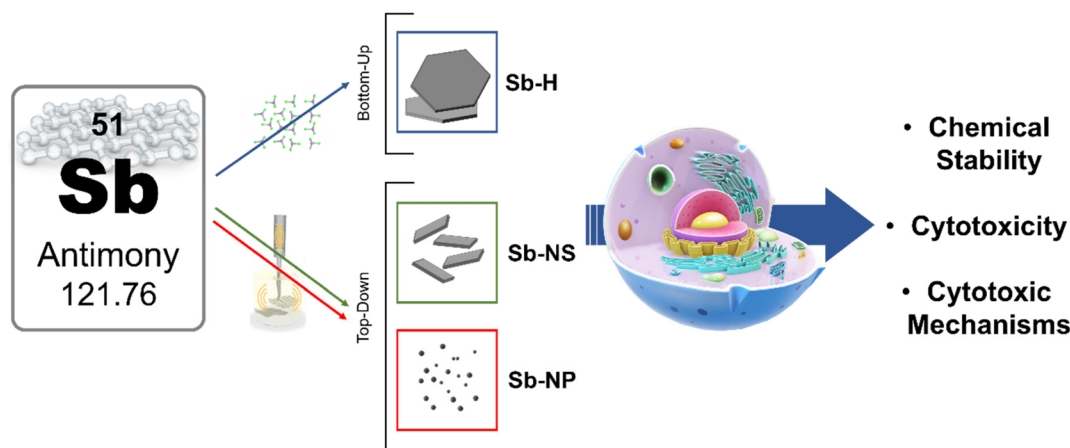 51
Sb
Antimony
121.76
Bottom-Up
Sb-H
Top-Down
Sb-NS
Sb-NP
• Chemical
Stability
• Cytotoxicity
• Cytotoxic
Mechanisms